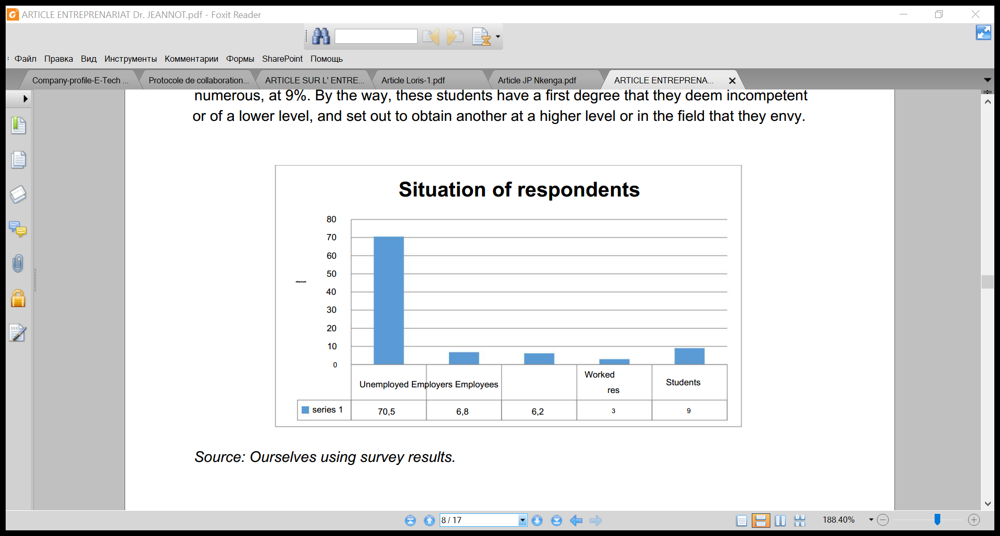 ARTICLE ENTREPRENARIAT Dr. JEANNOT.pdf - Foxit Reader
Файл Правка Вид Инструменты Комментарии Формы SharePoint Помощь
Company-profile-E-Tech ... Protocole de collaboration... ARTICLE SUR L' ENTRE... Article Loris-1.pdf Article JP Nkenga.pdf ARTICLE ENTREPRENA...
numerous, at 9%. By the way, these students have a first degree that they deem incompetent
or of a lower level, and set out to obtain another at a higher level or in the field that they envy.
Situation of respondents
80
70
60
50
40
30
20
10
0
Unemployed Employers Employees
Worked
res
Students
series 1 70,5 6,8 6,2 3 9
Source: Ourselves using survey results.
8 / 17
188.40%